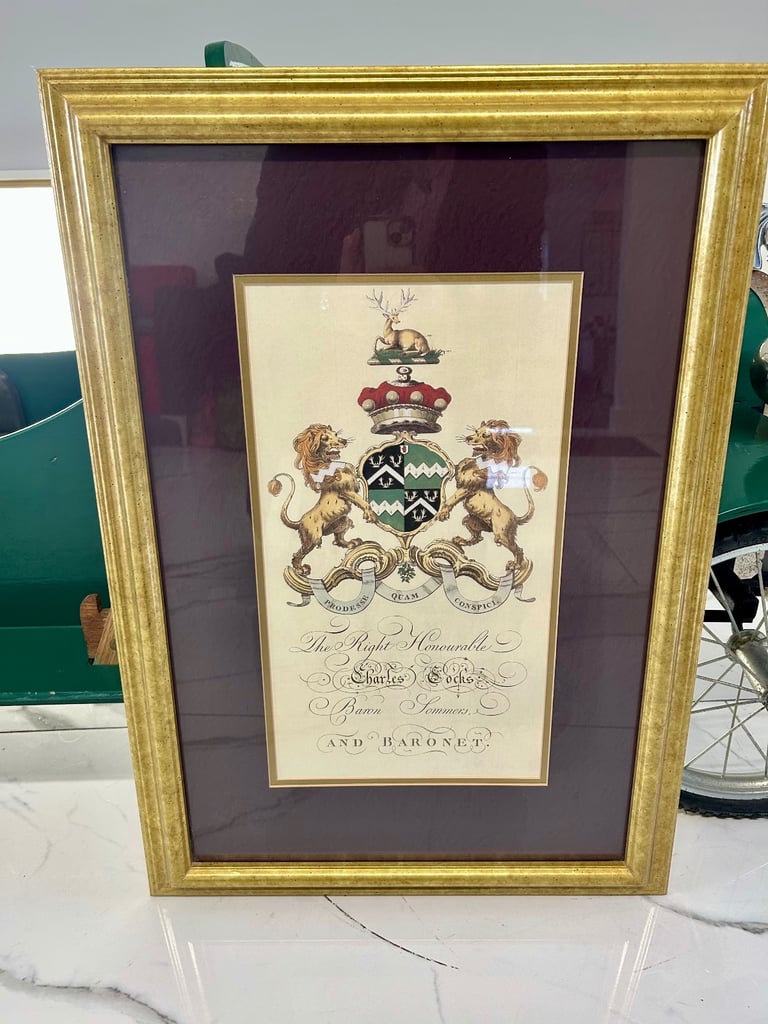 PRODESSE QUAM CONSPICI.
The Right Honourable
Charles Cocks
Baron Sommers,
AND BARONET.